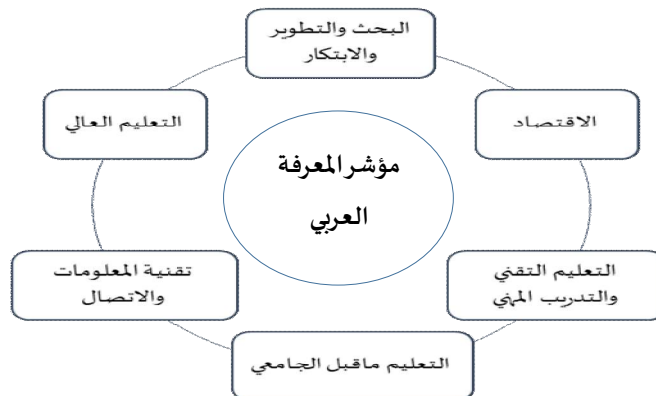 البحث والتطوير
والابتكار
الاقتصاد
التعليم العالي
مؤشر المعرفة
العربي
التعليم التقني
والتدريب المهني
تقنية المعلومات
والاتصال
التعليم ماقبل الجامعي